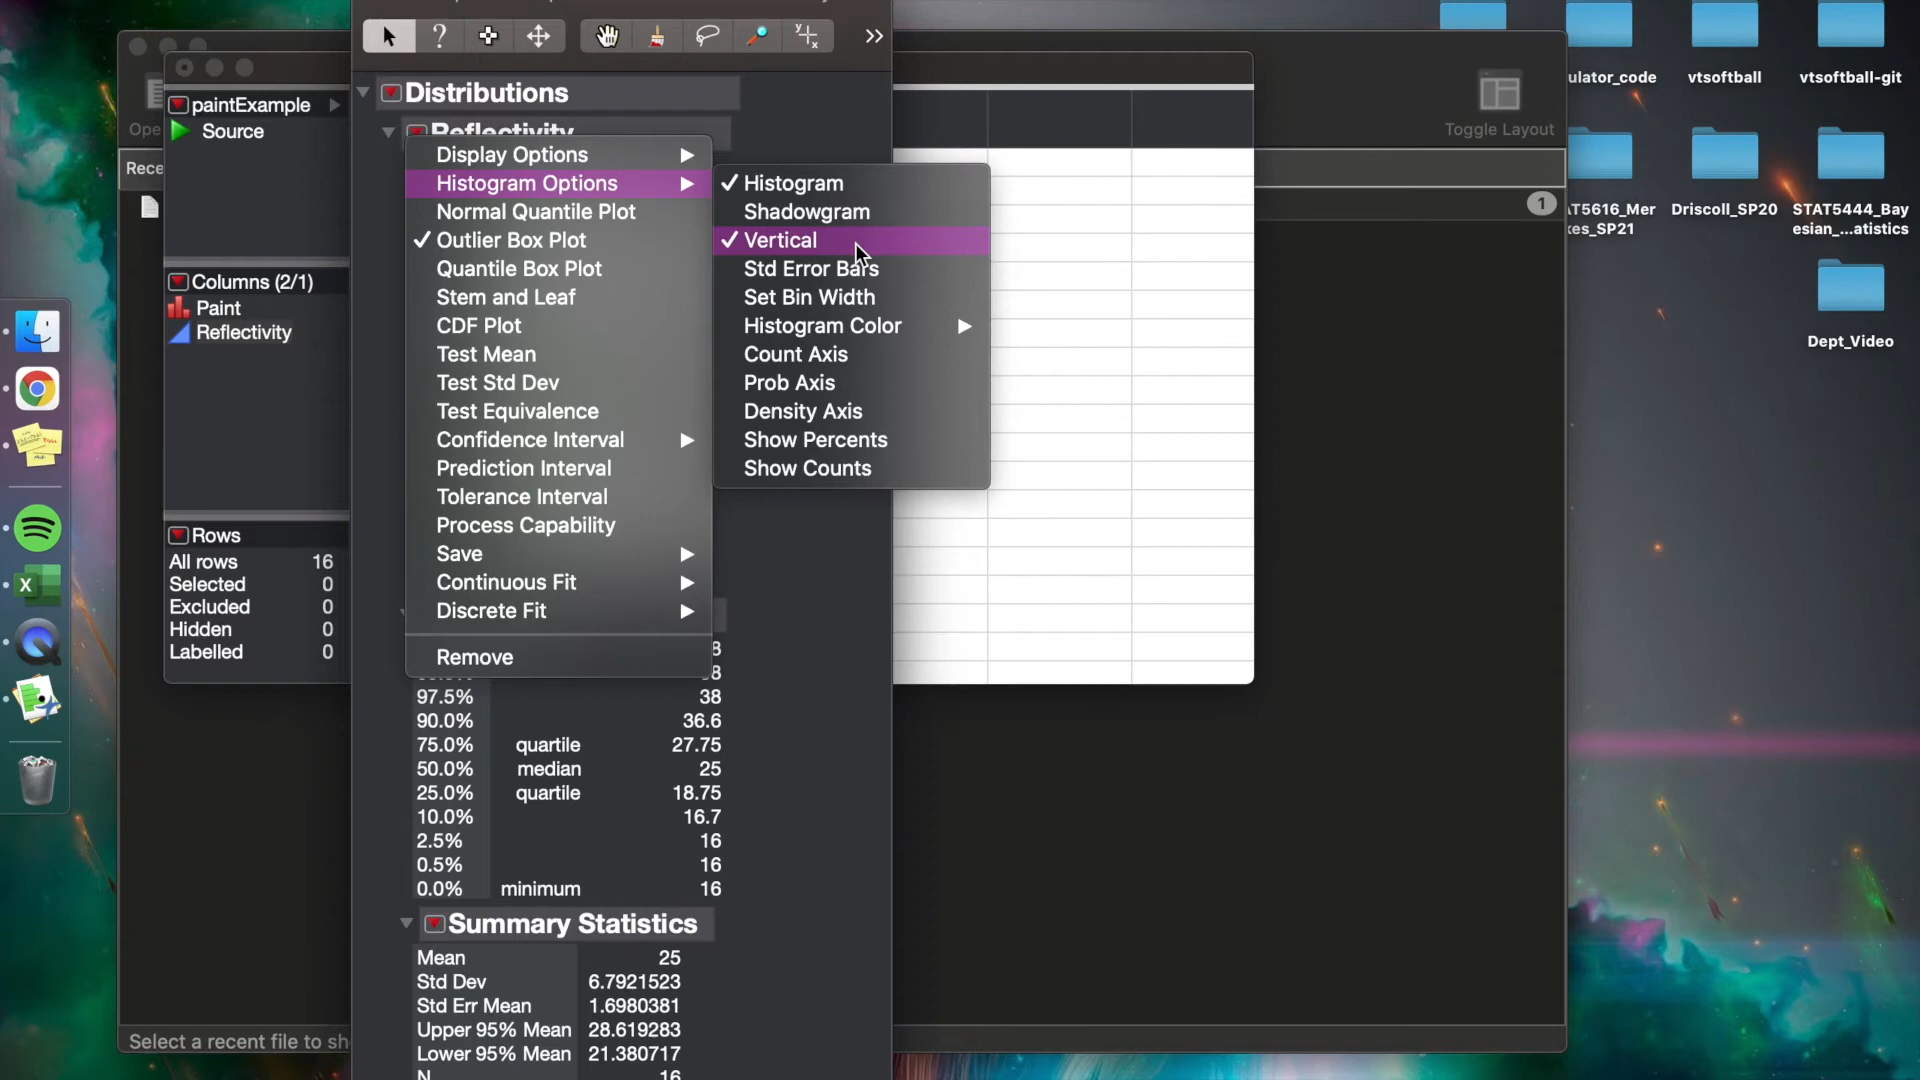 ulator_code
vtsoftball
vtsoftball-git
Distributions
Toggle Layout
paintExample
Source
Ope
Reflectivity
Rece
Display Options
Histogram Options
Normal Quantile Plot
Outlier Box Plot
Quantile Box Plot
Stem and Leaf
CDF Plot
Test Mean
Test Std Dev
Test Equivalence
Confidence Interval
Prediction Interval
Tolerance Interval
Process Capability
Save
Continuous Fit
Discrete Fit
Remove
Histogram
Shadowgram
Vertical
Std Error Bars
Set Bin Width
Histogram Color
Count Axis
Prob Axis
Density Axis
Show Percents
Show Counts
1
AT5616_Mer
kes_SP21
Driscoll_SP20
STAT5444_Bay
esian_...atistics
Dept_Video
Columns (2/1)
Paint
Reflectivity
Rows
All rows 16
Selected 0
Excluded 0
Hidden 0
Labelled 0
8
38
97.5% 38
90.0% 36.6
75.0% quartile 27.75
50.0% median 25
25.0% quartile 18.75
10.0% 16.7
2.5% 16
0.5% 16
0.0% minimum 16
Summary Statistics
Mean 25
Std Dev 6.7921523
Std Err Mean 1.6980381
Upper 95% Mean 28.619283
Lower 95% Mean 21.380717
N 16
Select a recent file to sh